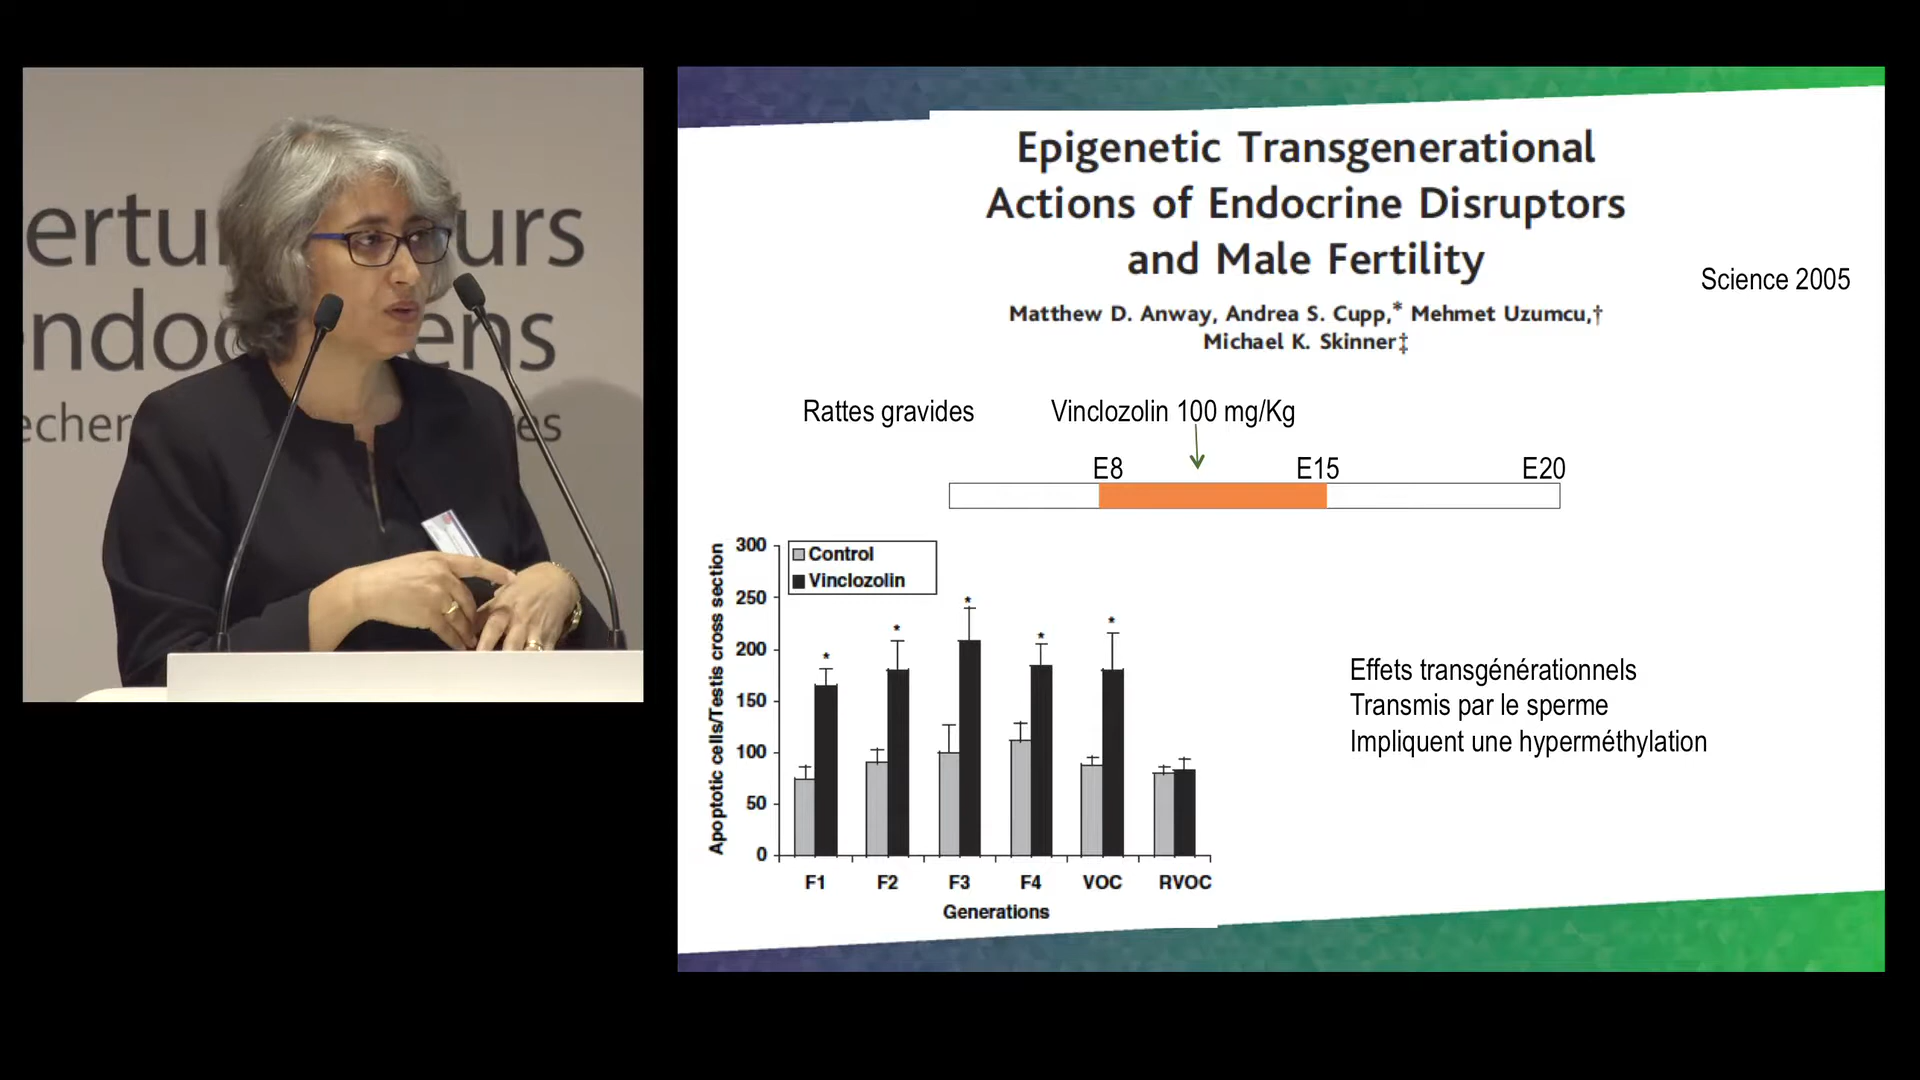 ertu urs
endoc ens
echer es
Epigenetic Transgenerational
Actions of Endocrine Disruptors
and Male Fertility
Science 2005
Matthew D. Anway, Andrea S. Cupp,* Mehmet Uzumcu,†
Michael K. Skinner‡
Rattes gravides
Vinclozolin 100 mg/Kg
E8
E15
E20
Apoptotic cells/Testis cross section
300
250
200
150
100
50
0
Control
Vinclozolin
*
*
*
*
*
F1
F2
F3
F4
VOC
RVOC
Generations
Effets transgénérationnels
Transmis par le sperme
Impliquent une hyperméthylation